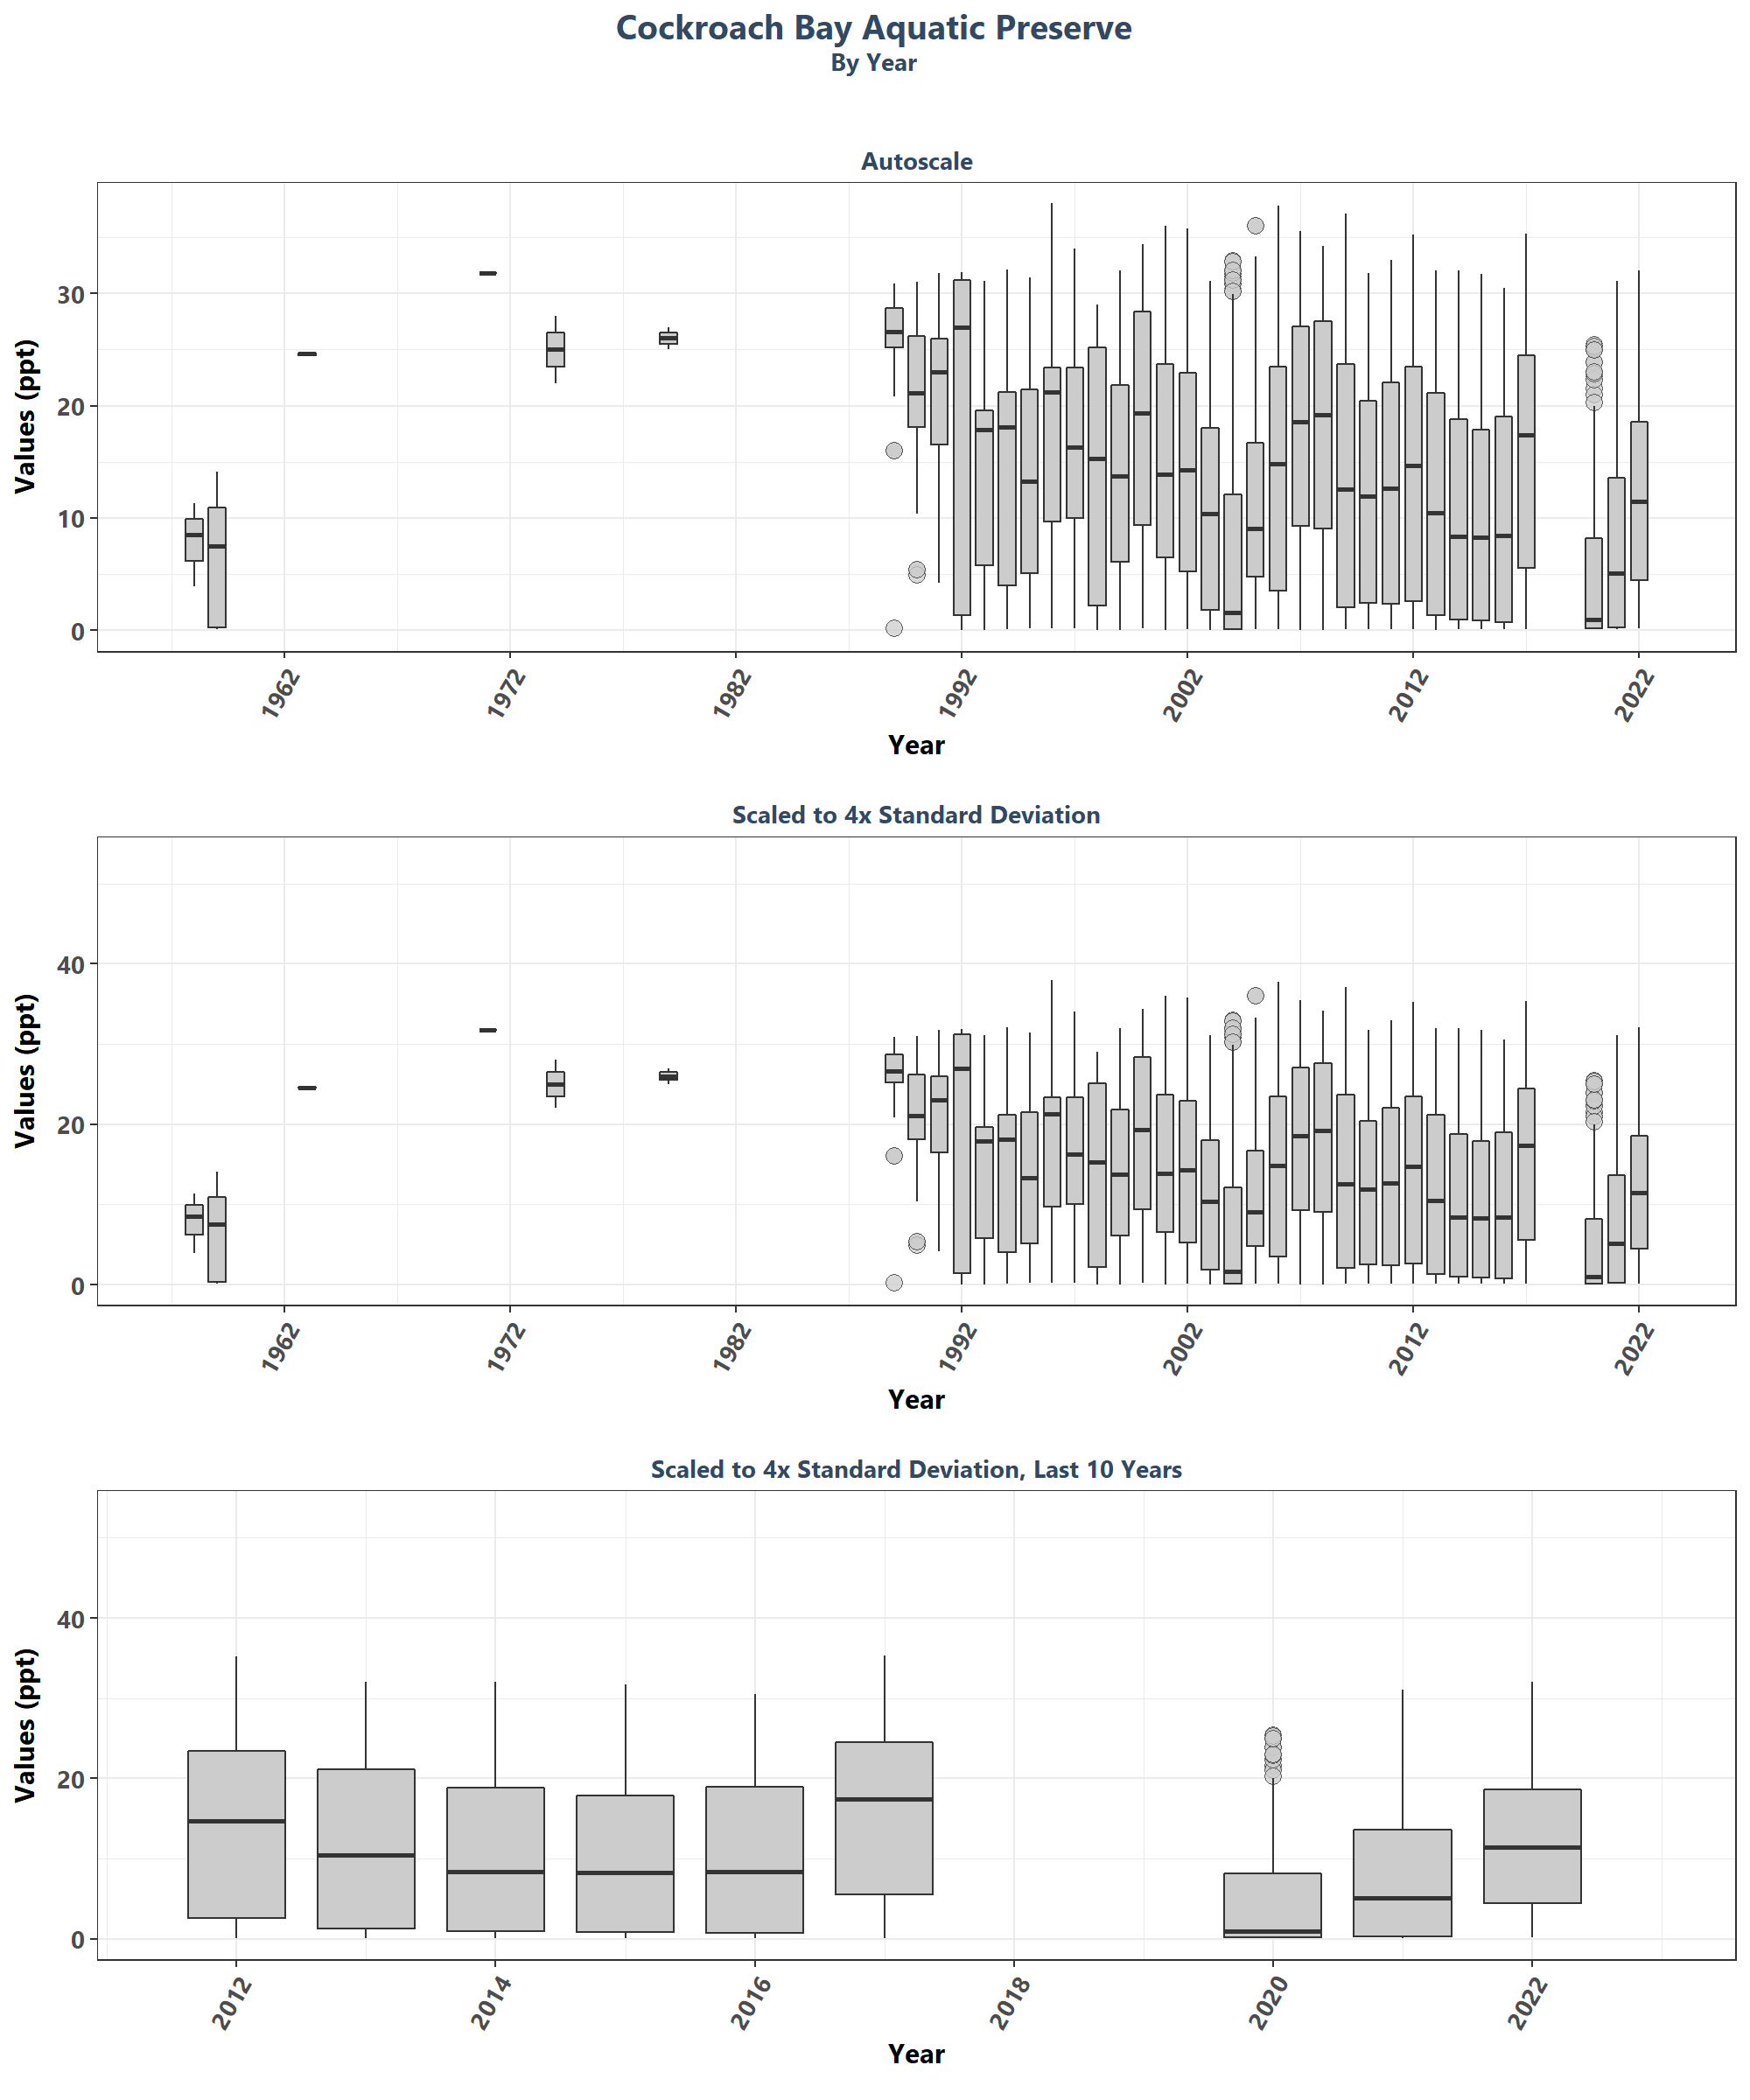 Cockroach Bay Aquatic Preserve
By Year
Autoscale
Values (ppt)
30
20
10
0
1962 1972 1982 1992 2002 2012 2022
Year
Scaled to 4x Standard Deviation
Values (ppt)
40
20
0
1962 1972 1982 1992 2002 2012 2022
Year
Scaled to 4x Standard Deviation, Last 10 Years
Values (ppt)
40
20
0
2012 2014 2016 2018 2020 2022
Year